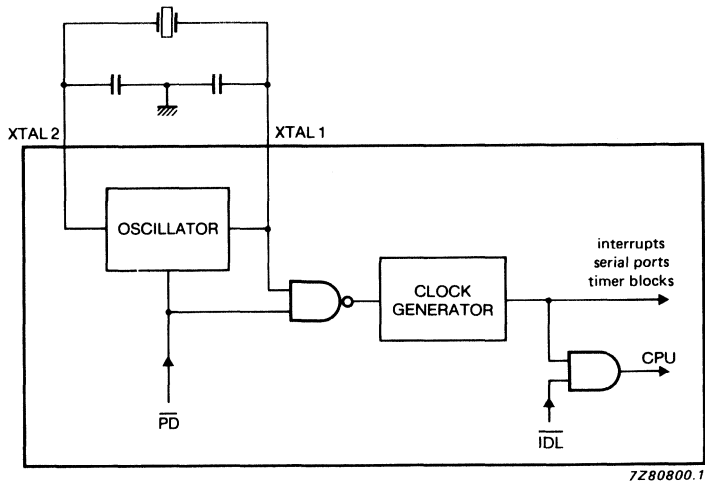 XTAL 2
XTAL 1
OSCILLATOR
interrupts
serial ports
timer blocks
CLOCK
GENERATOR
CPU
PD
IDL
7Z80800.1